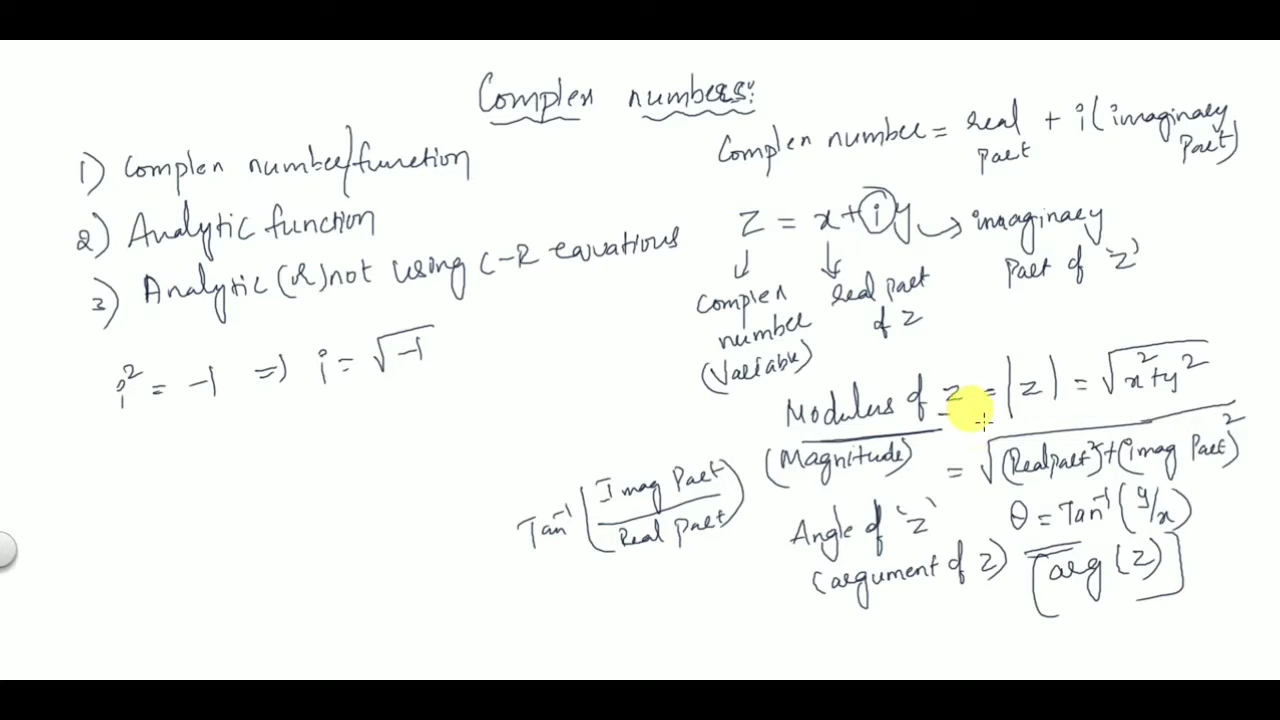 Complex numbers:
1) Complex number/function
2) Analytic function
3) Analytic (or) not using C-R equations
i² = -1 ⇒ i = √-1
Complex number = real part + i(imaginary part)
Z = x+iy → imaginary part of 'Z'
Complex number (Variable)
real part of Z
Modulus of Z = |Z| = √x²+y²
(Magnitude) = √(Real part)²+(imag Part)²
Tan⁻¹(Imag Part/Real Part)
Angle of 'Z' θ = Tan⁻¹(y/x)
(argument of Z) [arg(Z)]